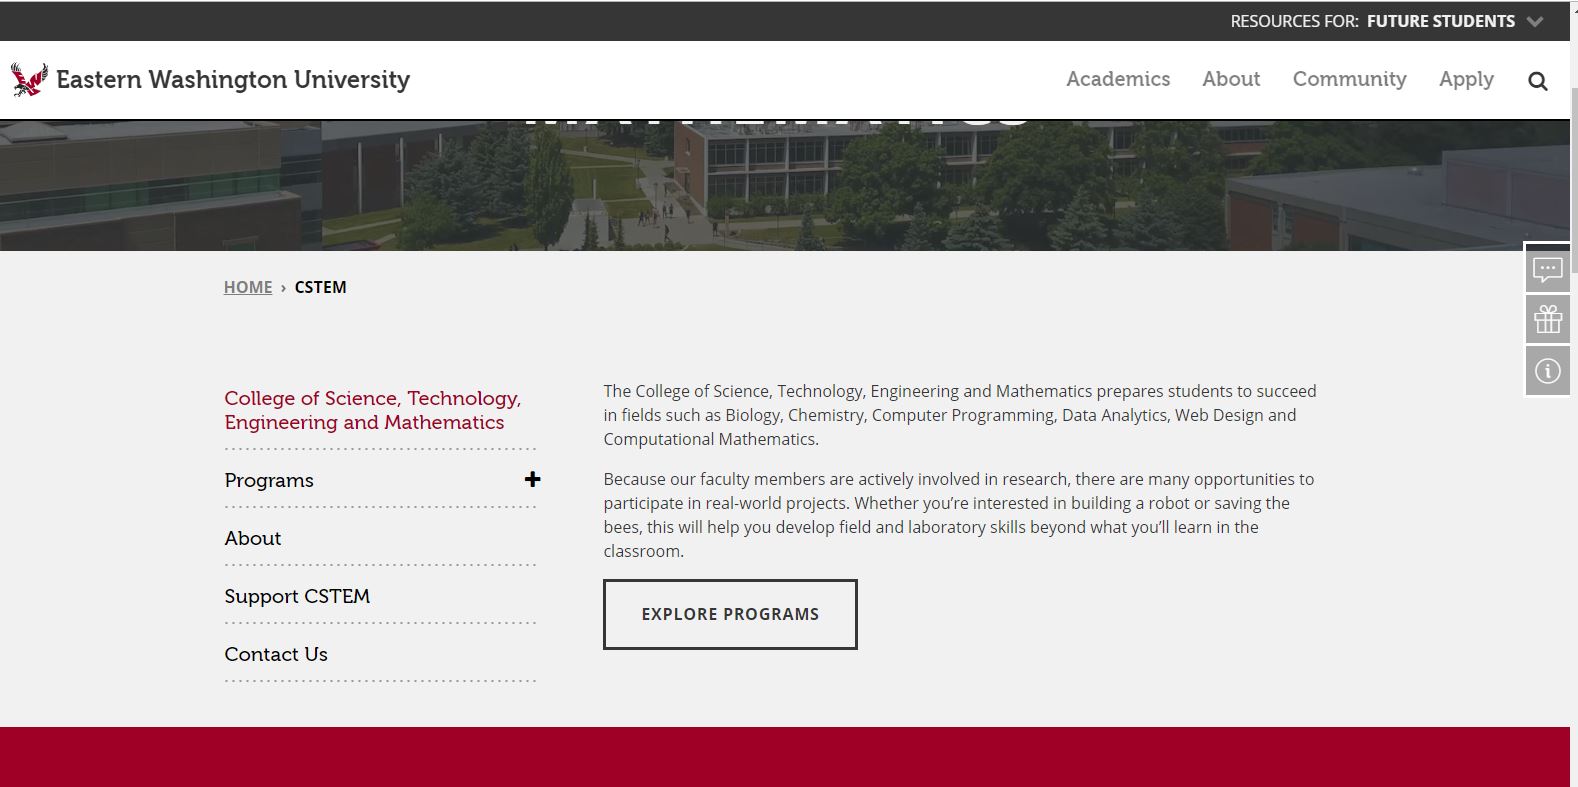 RESOURCES FOR: FUTURE STUDENTS
Eastern Washington University
Academics About Community Apply
MATHEMATICS
HOME › CSTEM
College of Science, Technology,
Engineering and Mathematics
Programs
About
Support CSTEM
Contact Us
The College of Science, Technology, Engineering and Mathematics prepares students to succeed
in fields such as Biology, Chemistry, Computer Programming, Data Analytics, Web Design and
Computational Mathematics.
Because our faculty members are actively involved in research, there are many opportunities to
participate in real-world projects. Whether you’re interested in building a robot or saving the
bees, this will help you develop field and laboratory skills beyond what you’ll learn in the
classroom.
EXPLORE PROGRAMS